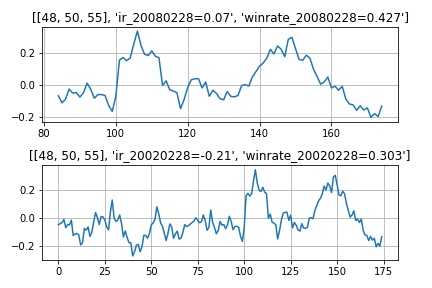 [[48, 50, 55], 'ir_20080228=0.07', 'winrate_20080228=0.427']
0.2
0.0
−0.2
80 100 120 140 160
[[48, 50, 55], 'ir_20020228=-0.21', 'winrate_20020228=0.303']
0.2
0.0
−0.2
0 25 50 75 100 125 150 175